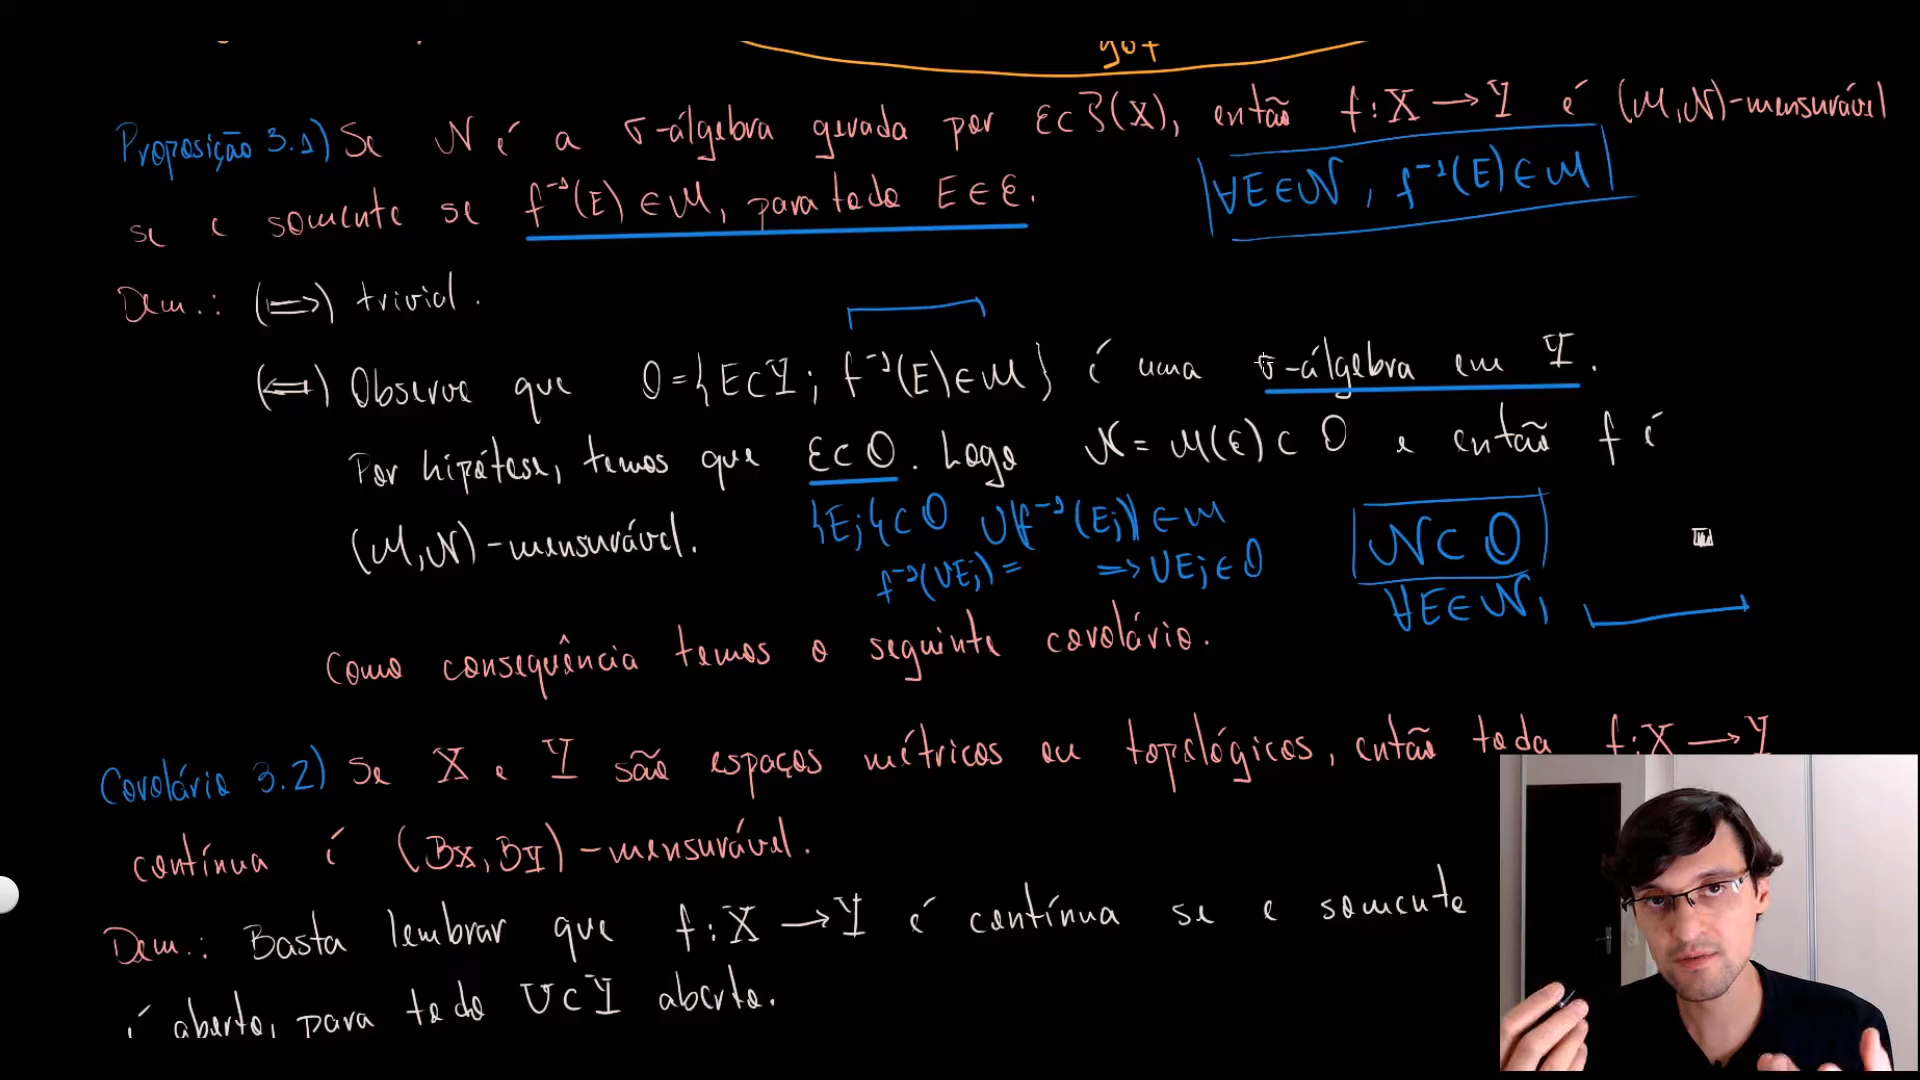 gof
Proposição 3.1) Se 𝒩 é a σ-álgebra gerada por ℰ⊂P(X), então f:X→Y é (ℳ,𝒩)-mensurável
se e somente se f⁻¹(E)∈ℳ, para todo E∈ℰ.
∀E∈𝒩, f⁻¹(E)∈ℳ
Dem.: (⟹) trivial.
(⟸) Observe que O={E⊂Y; f⁻¹(E)∈ℳ} é uma σ-álgebra em Y.
Por hipótese, temos que ℰ⊂O. Logo 𝒩=ℳ(ℰ)⊂O e então f é
(ℳ,𝒩)-mensurável.
{Ej}⊂O ∪(f⁻¹(Ej))∈ℳ
f⁻¹(∪Ej)= ⟹∪Ej∈O
𝒩⊂O
∀E∈𝒩,
Como consequência temos o seguinte corolário.
Corolário 3.2) Se X e Y são espaços métricos ou topológicos, então toda f:X→Y
contínua é (Bx,BY)-mensurável.
Dem.: Basta lembrar que f:X→Y é contínua se e somente
é aberto, para todo U⊂Y aberto.